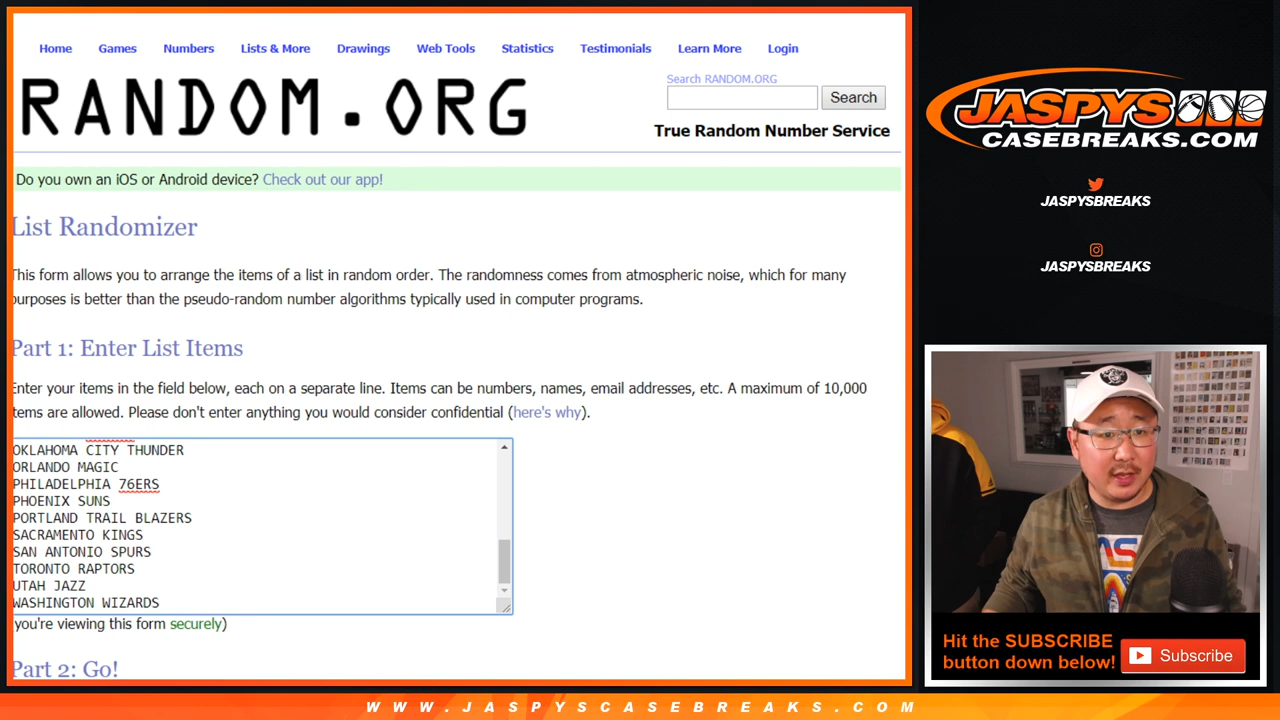 Home Games Numbers Lists & More Drawings Web Tools Statistics Testimonials Learn More Login
RANDOM.ORG
Search RANDOM.ORG
Search
True Random Number Service
Do you own an iOS or Android device? Check out our app!
List Randomizer
This form allows you to arrange the items of a list in random order. The randomness comes from atmospheric noise, which for many
purposes is better than the pseudo-random number algorithms typically used in computer programs.
Part 1: Enter List Items
Enter your items in the field below, each on a separate line. Items can be numbers, names, email addresses, etc. A maximum of 10,000
items are allowed. Please don't enter anything you would consider confidential (here's why).
OKLAHOMA CITY THUNDER
ORLANDO MAGIC
PHILADELPHIA 76ERS
PHOENIX SUNS
PORTLAND TRAIL BLAZERS
SACRAMENTO KINGS
SAN ANTONIO SPURS
TORONTO RAPTORS
UTAH JAZZ
WASHINGTON WIZARDS
(you're viewing this form securely)
Part 2: Go!
JASPYS
CASEBREAKS.COM
JASPYSBREAKS
JASPYSBREAKS
Hit the SUBSCRIBE
button down below!
Subscribe
WWW.JASPYSCASEBREAKS.COM